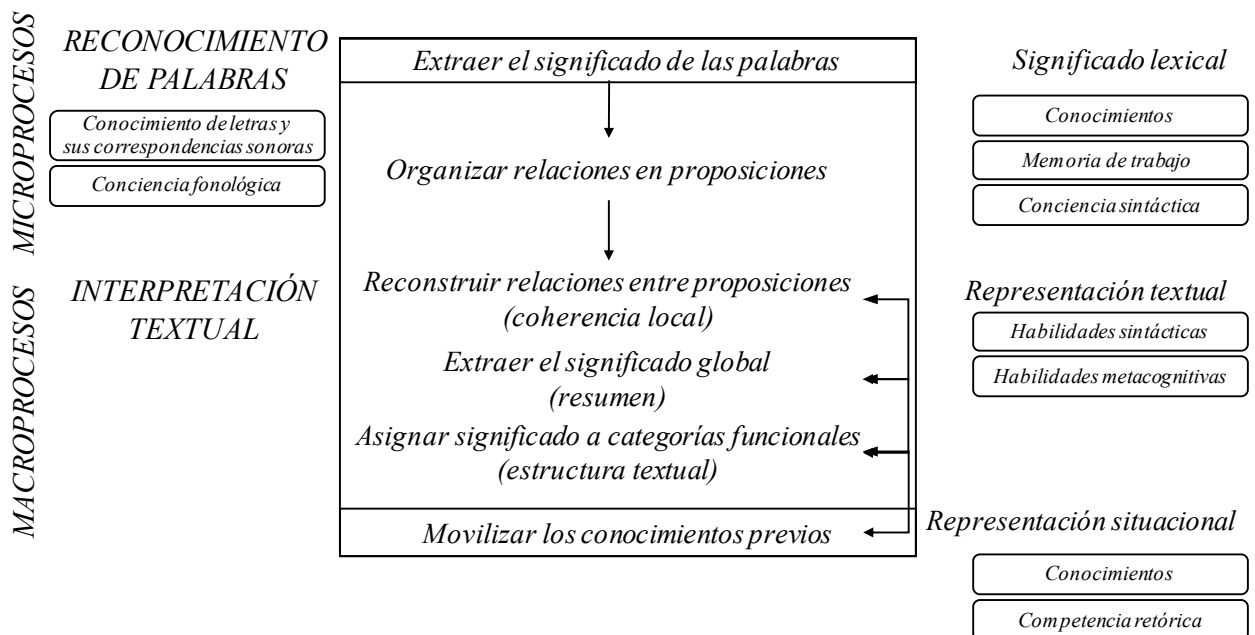 MICROPROCESOS
RECONOCIMIENTO
DE PALABRAS
Conocimiento de letras y
sus correspondencias sonoras
Conciencia fonológica
Extraer el significado de las palabras
Organizar relaciones en proposiciones
Significado lexical
Conocimientos
Memoria de trabajo
Conciencia sintáctica
MACROPROCESOS
INTERPRETACIÓN
TEXTUAL
Reconstruir relaciones entre proposiciones
(coherencia local)
Extraer el significado global
(resumen)
Asignar significado a categorías funcionales
(estructura textual)
Movilizar los conocimientos previos
Representación textual
Habilidades sintácticas
Habilidades metacognitivas
Representación situacional
Conocimientos
Competencia retórica